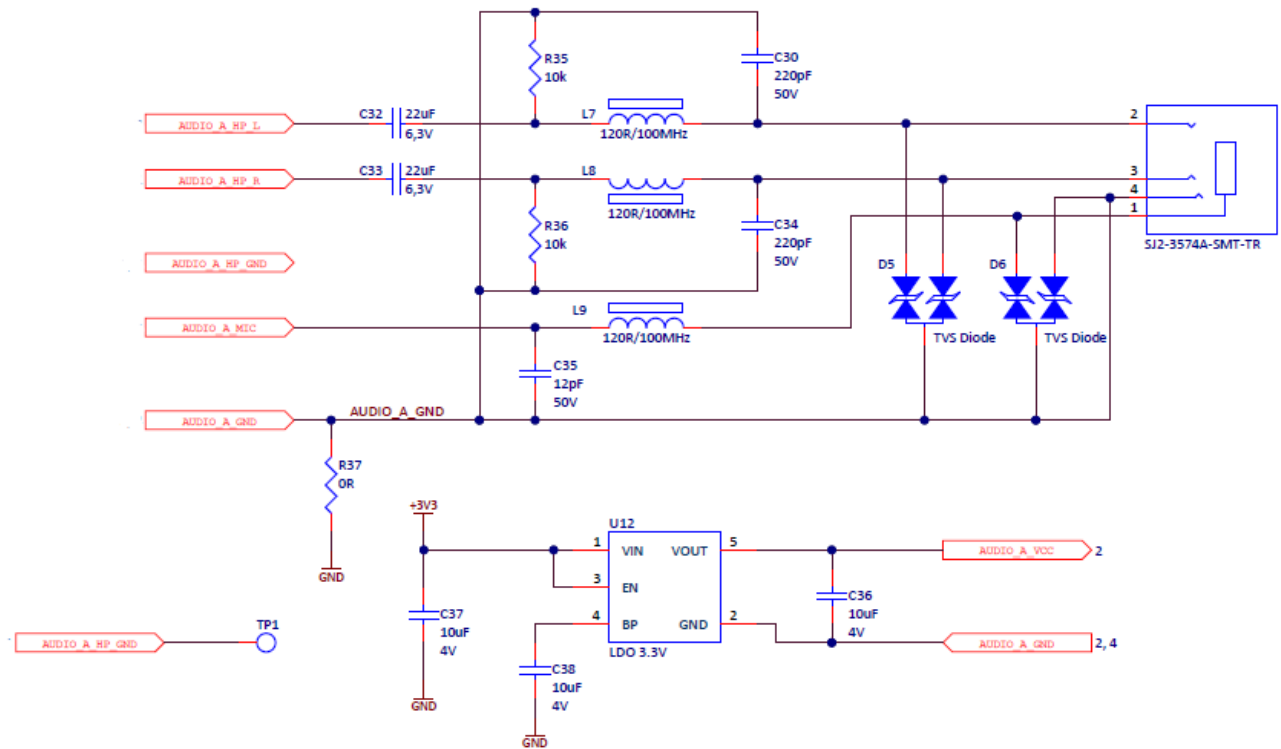 R35
10k
C30
220pF
50V
AUDIO_A_HP_L
C32
22uF
6,3V
L7
120R/100MHz
2
AUDIO_A_HP_R
C33
22uF
6,3V
L8
120R/100MHz
3
4
1
R36
10k
C34
220pF
50V
SJ2-3574A-SMT-TR
AUDIO_A_HP_GND
D5
D6
AUDIO_A_MIC
L9
120R/100MHz
TVS Diode
TVS Diode
C35
12pF
50V
AUDIO_A_GND
AUDIO_A_GND
R37
0R
GND
+3V3
U12
1
VIN
VOUT
5
AUDIO_A_VCC
2
3
EN
C37
10uF
4V
4
BP
GND
2
C36
10uF
4V
AUDIO_A_GND
2, 4
LDO 3.3V
AUDIO_A_HP_GND
TP1
C38
10uF
4V
GND
GND